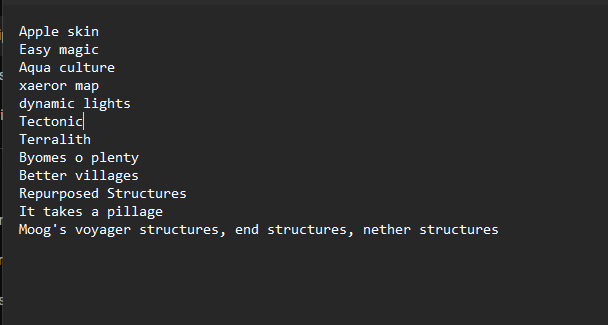 Apple skin
Easy magic
Aqua culture
xaeror map
dynamic lights
Tectonic
Terralith
Byomes o plenty
Better villages
Repurposed Structures
It takes a pillage
Moog's voyager structures, end structures, nether structures